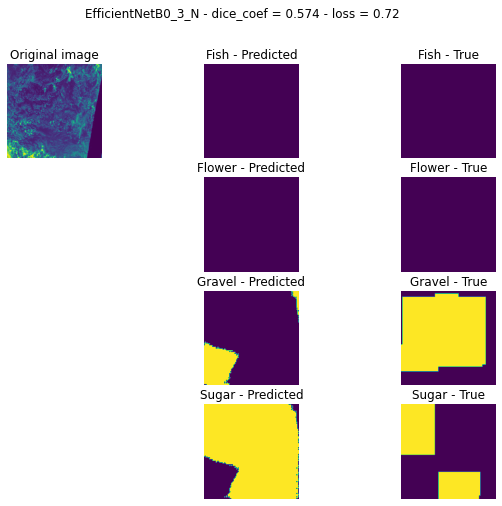 EfficientNetB0_3_N - dice_coef = 0.574 - loss = 0.72
Original image
Fish - Predicted
Fish - True
Flower - Predicted
Flower - True
Gravel - Predicted
Gravel - True
Sugar - Predicted
Sugar - True